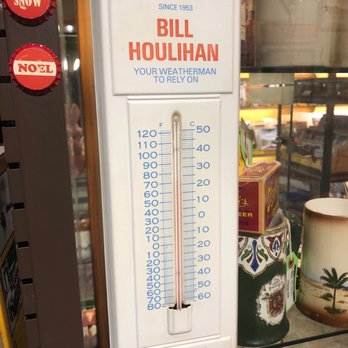 SNOW
NOEL
SINCE 1953
BILL
HOULIHAN
YOUR WEATHERMAN
TO RELY ON
F C
120 50
110
100 40
90
80 30
70
60 20
50 10
40
30 0
20
10 10
0
10 20
20
30 30
40 40
50
60 50
70
80 60
BEER